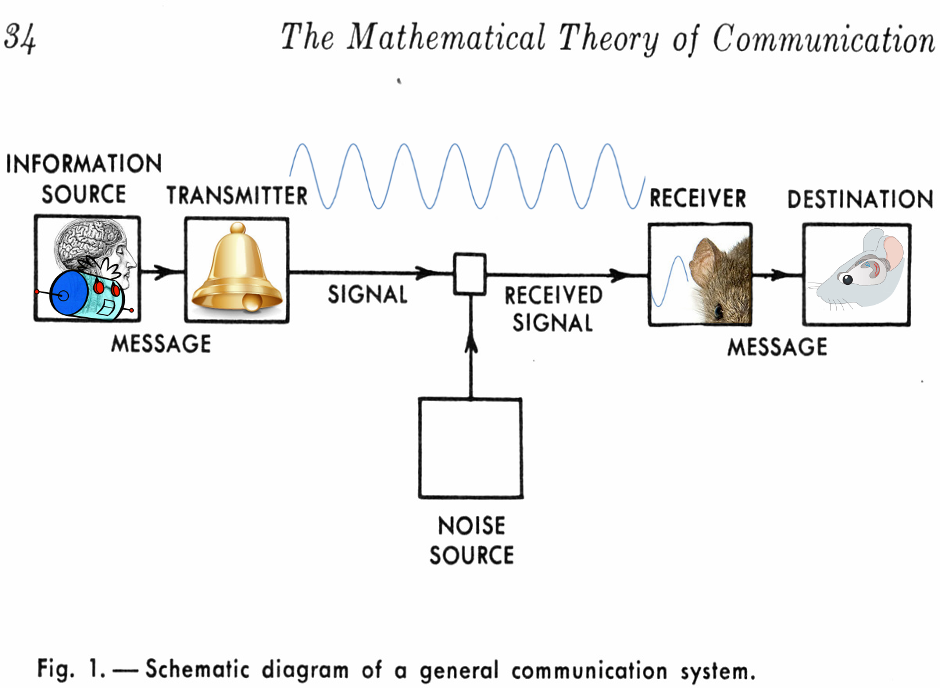 34
The Mathematical Theory of Communication
INFORMATION
SOURCE
TRANSMITTER
RECEIVER
DESTINATION
SIGNAL
RECEIVED
SIGNAL
MESSAGE
MESSAGE
NOISE
SOURCE
Fig. 1. — Schematic diagram of a general communication system.